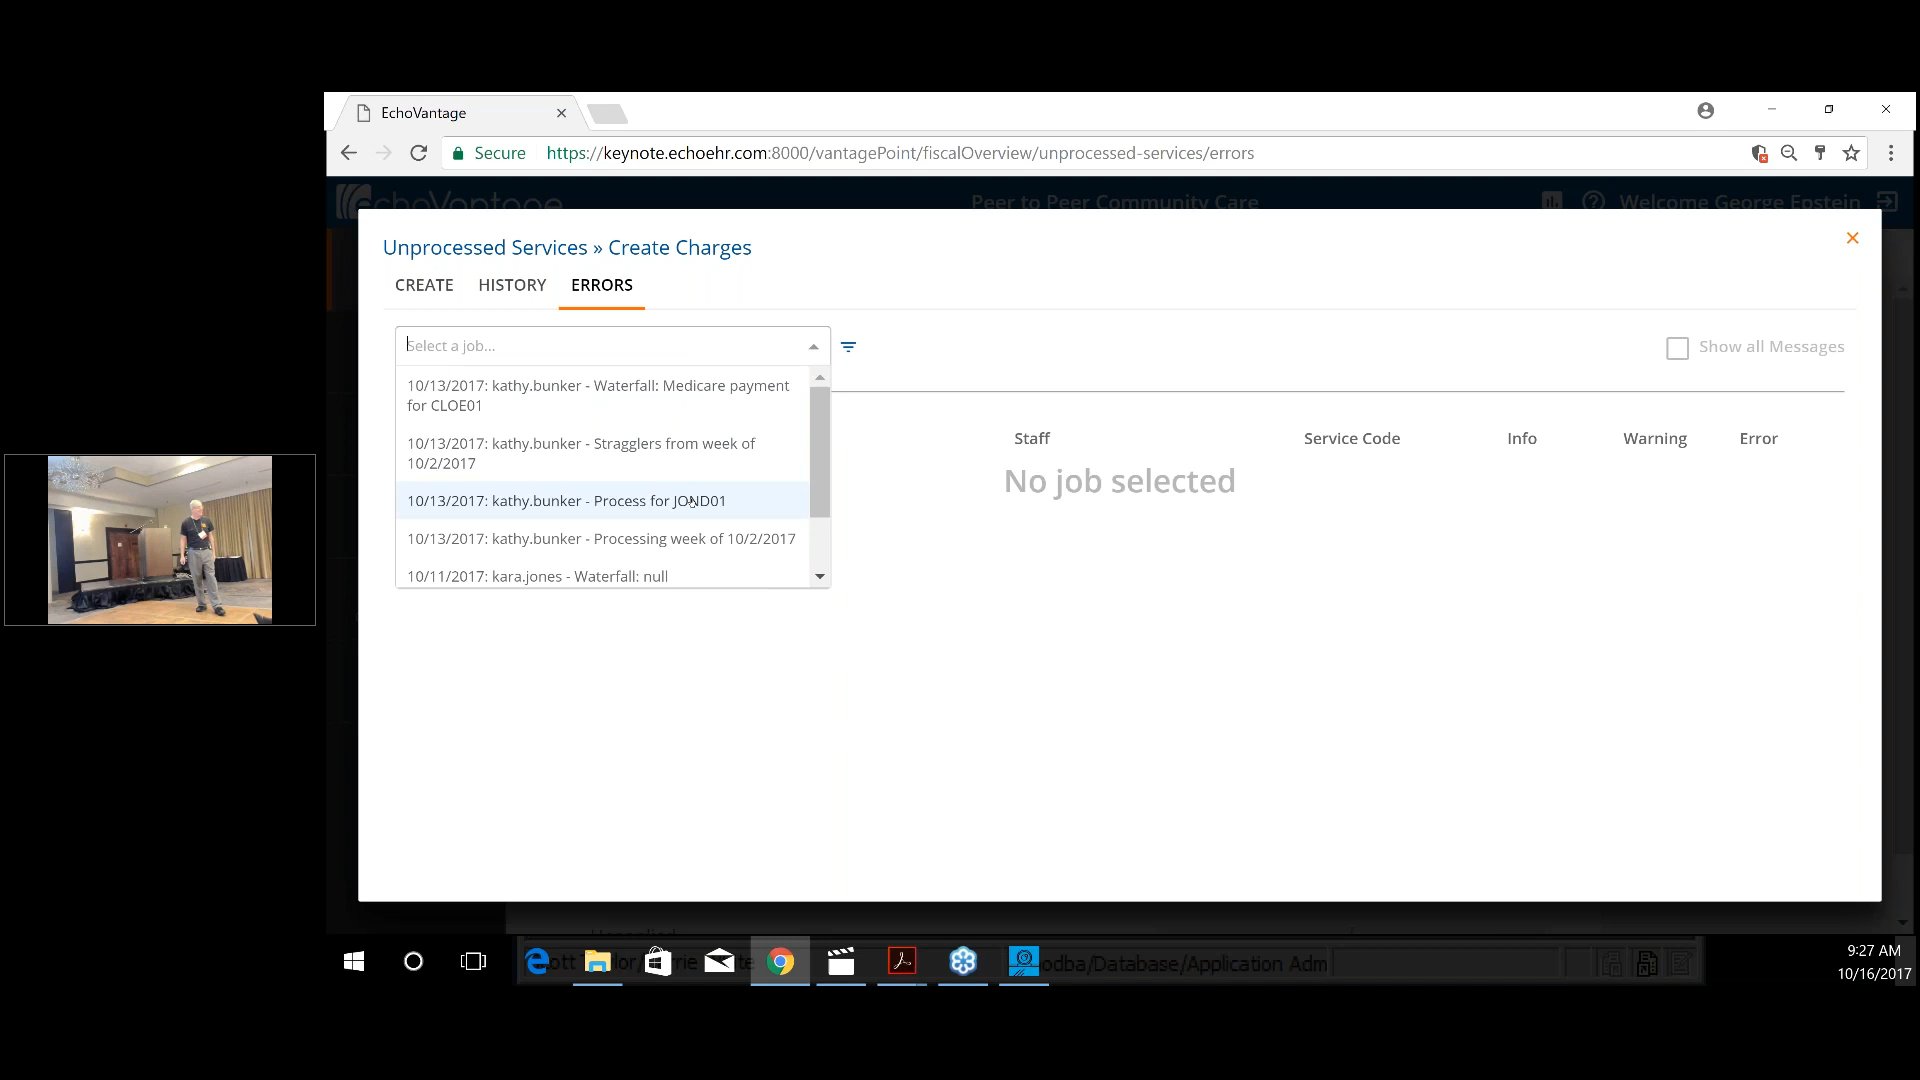 EchoVantage
Secure https://keynote.echoehr.com:8000/vantagePoint/fiscalOverview/unprocessed-services/errors
EchoVantage Peer to Peer Community Care Welcome George Epstein
Unprocessed Services » Create Charges
CREATE HISTORY ERRORS
Select a job...
Show all Messages
10/13/2017: kathy.bunker - Waterfall: Medicare payment
for CLOE01
10/13/2017: kathy.bunker - Stragglers from week of
10/2/2017
10/13/2017: kathy.bunker - Process for JOND01
10/13/2017: kathy.bunker - Processing week of 10/2/2017
10/11/2017: kara.jones - Waterfall: null
Staff Service Code Info Warning Error
No job selected
odba/Database/Application Adm
9:27 AM
10/16/2017